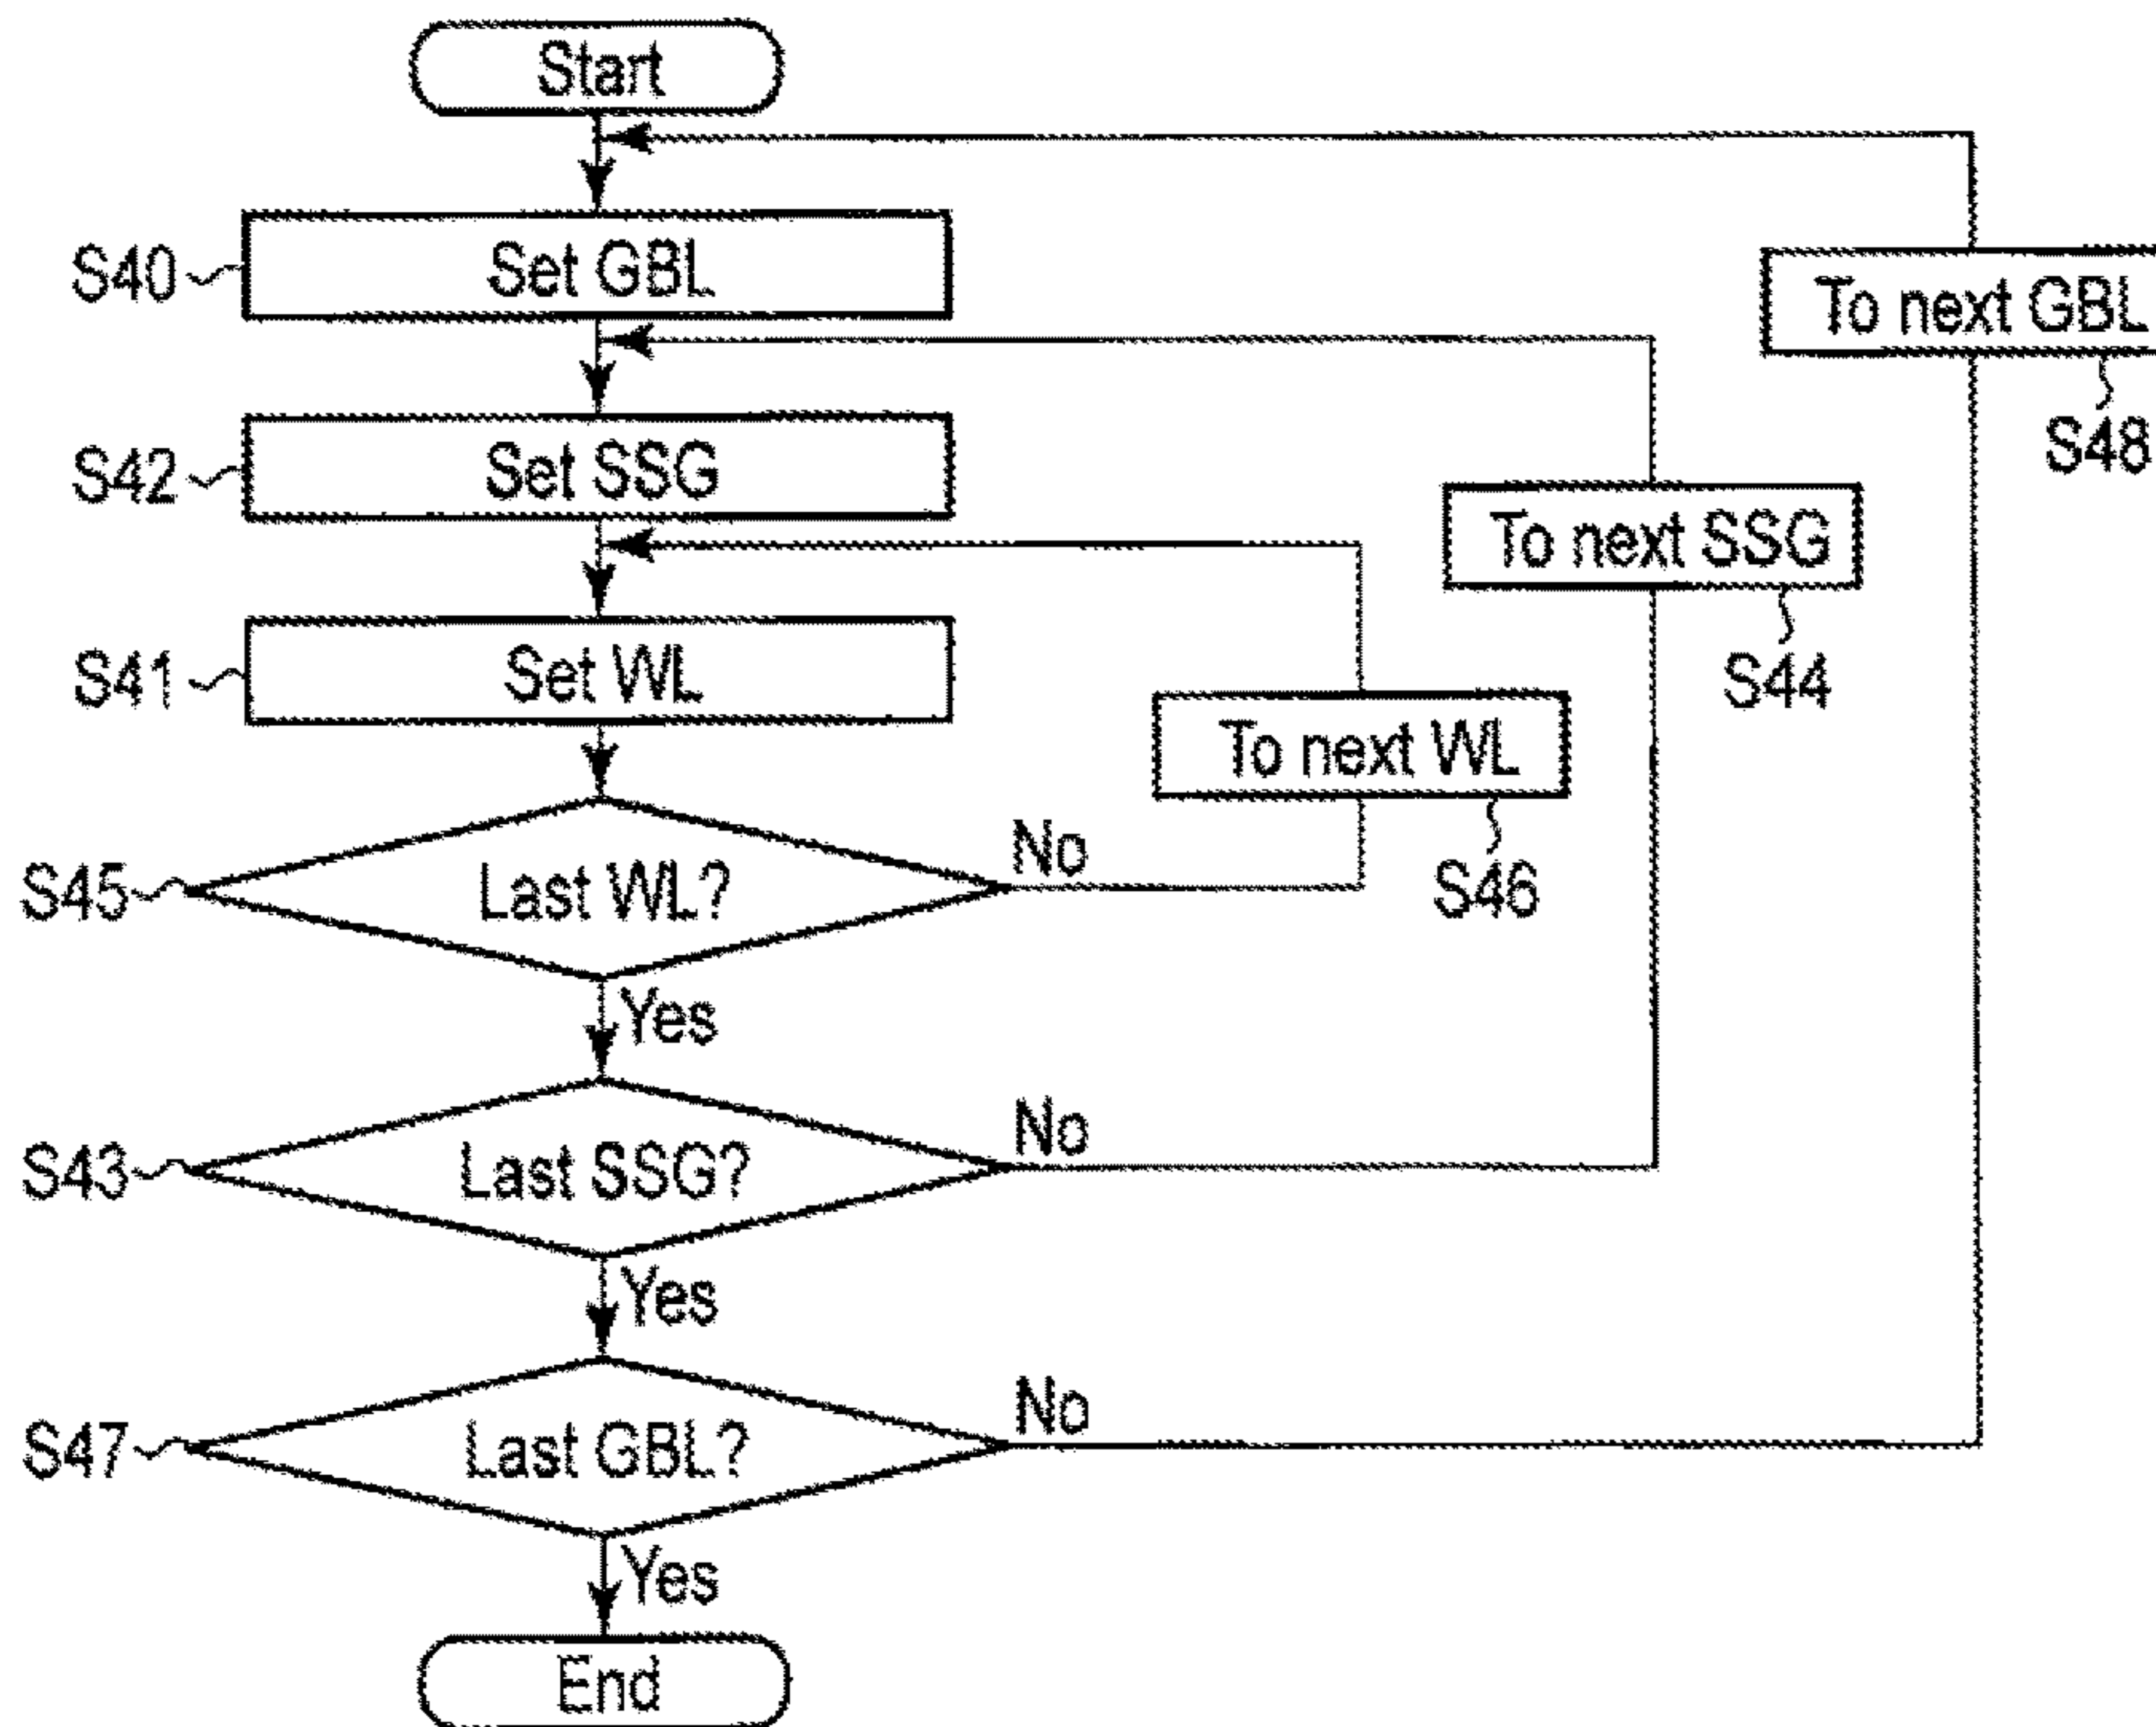 Start
S40
Set GBL
To next GBL
S48
S42
Set SSG
To next SSG
S44
S41
Set WL
To next WL
S46
S45
Last WL?
No
Yes
S43
Last SSG?
No
Yes
S47
Last GBL?
No
Yes
End